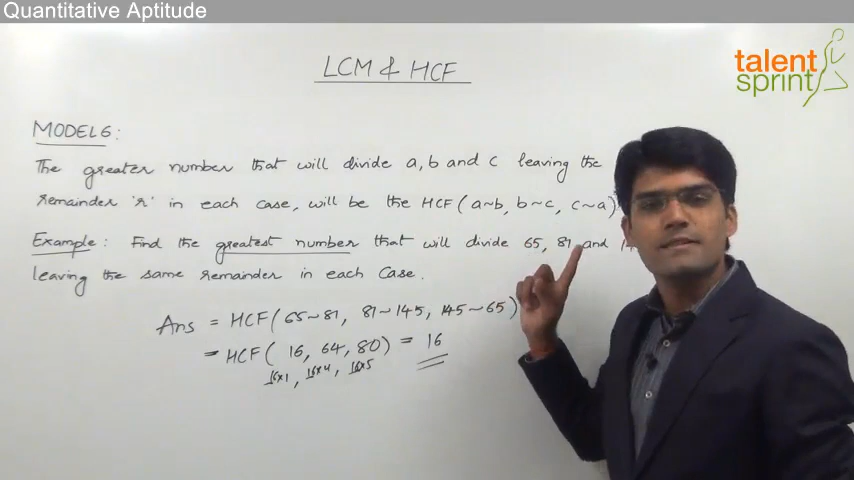 Quantitative Aptitude
talent
sprint
LCM & HCF
MODEL 6:
The greater number that will divide a, b and c leaving the
remainder 'r' in each case, will be the HCF (a~b, b~c, c~a)
Example: Find the greatest number that will divide 65, 81 and
leaving the same remainder in each case.
Ans = HCF(65~81, 81~145, 145~65)
= HCF( 16, 64, 80) = 16
16×1, 16×4, 16×5